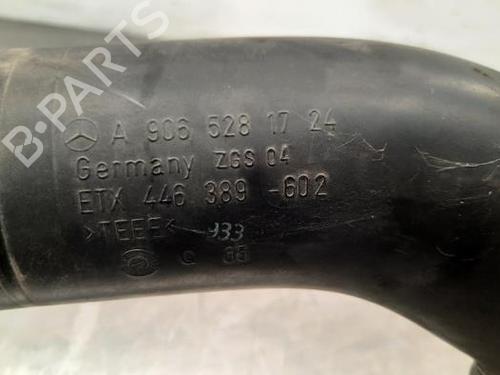 A 906 528 17 24
Germany ZGS 04
ETX 446 389 -602
>TEEE< 933
B-PARTS